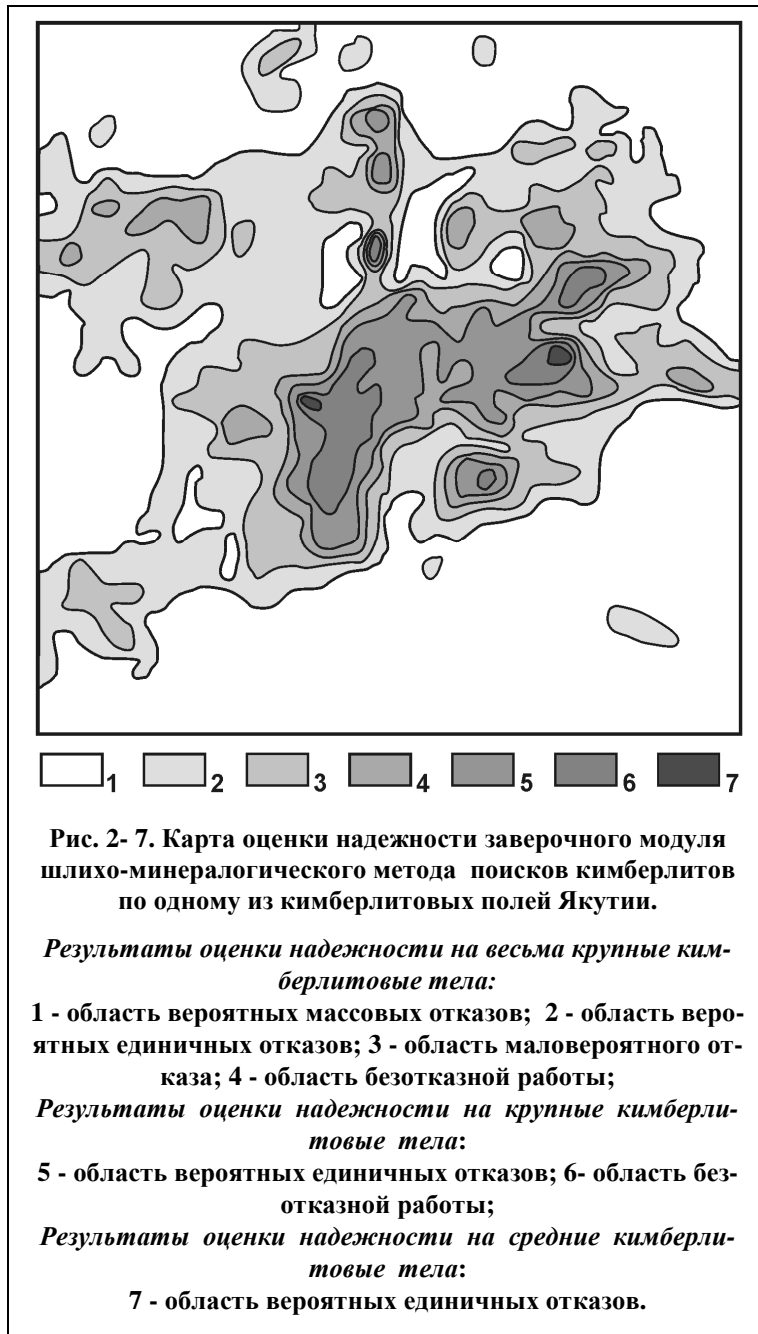 1 2 3 4 5 6 7
Рис. 2- 7. Карта оценки надежности заверочного модуля
шлихо-минералогического метода поисков кимберлитов
по одному из кимберлитовых полей Якутии.
Результаты оценки надежности на весьма крупные ким-
берлитовые тела:
1 - область вероятных массовых отказов; 2 - область веро-
ятных единичных отказов; 3 - область маловероятного от-
каза; 4 - область безотказной работы;
Результаты оценки надежности на крупные кимберли-
товые тела:
5 - область вероятных единичных отказов; 6- область без-
отказной работы;
Результаты оценки надежности на средние кимберли-
товые тела:
7 - область вероятных единичных отказов.